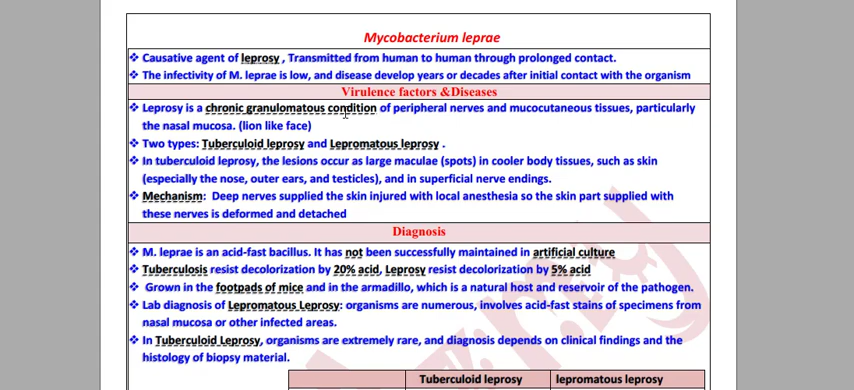 Mycobacterium leprae
❖ Causative agent of leprosy , Transmitted from human to human through prolonged contact.
❖ The infectivity of M. leprae is low, and disease develop years or decades after initial contact with the organism
Virulence factors &Diseases
❖ Leprosy is a chronic granulomatous condition of peripheral nerves and mucocutaneous tissues, particularly
the nasal mucosa. (lion like face)
❖ Two types: Tuberculoid leprosy and Lepromatous leprosy .
❖ In tuberculoid leprosy, the lesions occur as large maculae (spots) in cooler body tissues, such as skin
(especially the nose, outer ears, and testicles), and in superficial nerve endings.
❖ Mechanism: Deep nerves supplied the skin injured with local anesthesia so the skin part supplied with
these nerves is deformed and detached
Diagnosis
❖ M. leprae is an acid-fast bacillus. It has not been successfully maintained in artificial culture
❖ Tuberculosis resist decolorization by 20% acid, Leprosy resist decolorization by 5% acid
❖ Grown in the footpads of mice and in the armadillo, which is a natural host and reservoir of the pathogen.
❖ Lab diagnosis of Lepromatous Leprosy: organisms are numerous, involves acid-fast stains of specimens from
nasal mucosa or other infected areas.
❖ In Tuberculoid Leprosy, organisms are extremely rare, and diagnosis depends on clinical findings and the
histology of biopsy material.
Tuberculoid leprosy lepromatous leprosy